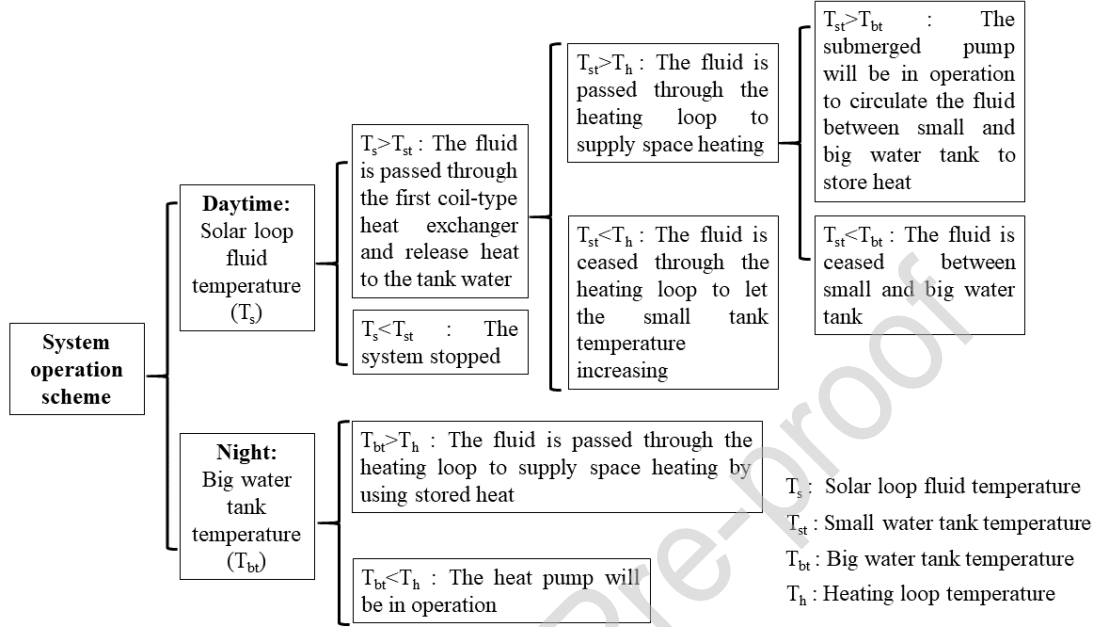 System
operation
scheme
Daytime:
Solar loop
fluid
temperature
(Ts)
Ts>Tst : The fluid
is passed through
the first coil-type
heat exchanger
and release heat
to the tank water
Ts<Tst : The
system stopped
Tst>Th : The fluid is
passed through the
heating loop to
supply space heating
Tst<Th : The fluid is
ceased through the
heating loop to let
the small tank
temperature
increasing
Tst>Tbt : The
submerged pump
will be in operation
to circulate the fluid
between small and
big water tank to
store heat
Tst<Tbt : The fluid is
ceased between
small and big water
tank
Night:
Big water
tank
temperature
(Tbt)
Tbt>Th : The fluid is passed through the
heating loop to supply space heating by
using stored heat
Tbt<Th : The heat pump will
be in operation
Ts : Solar loop fluid temperature
Tst : Small water tank temperature
Tbt : Big water tank temperature
Th : Heating loop temperature
Pre-proof